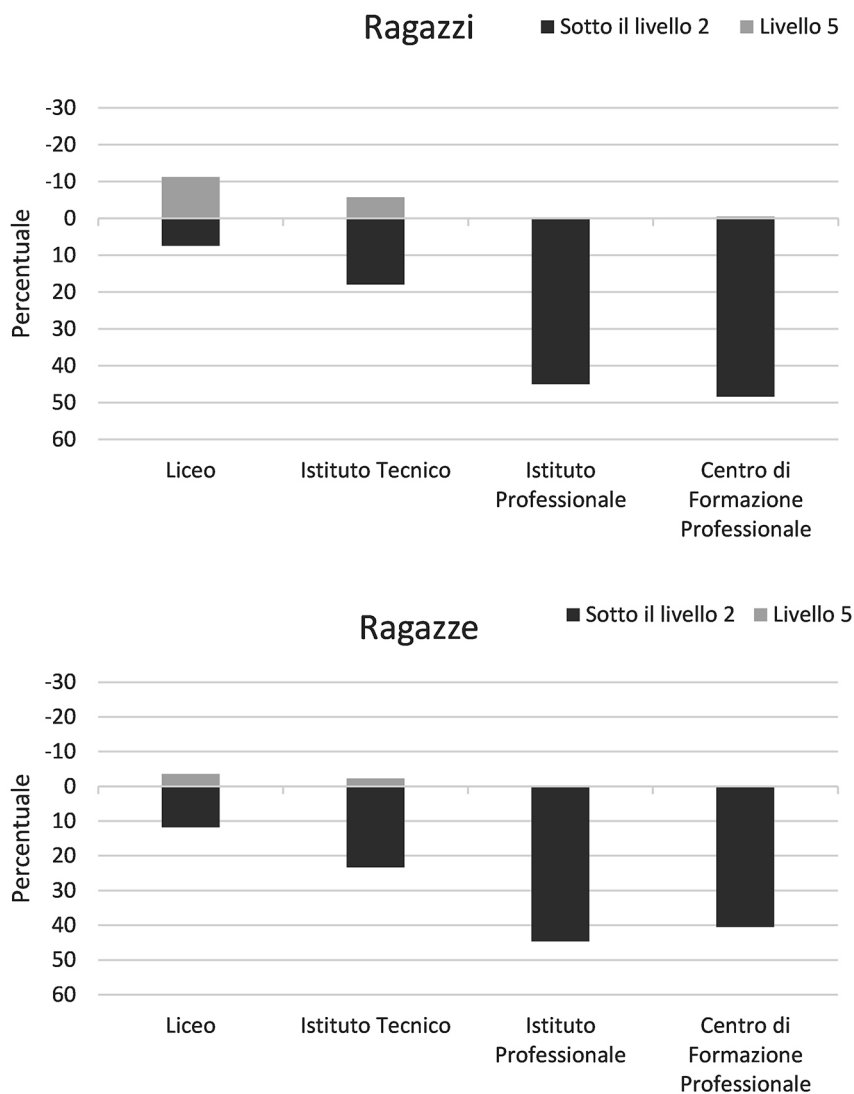 Ragazzi
Sotto il livello 2 Livello 5
Percentuale
-30
-20
-10
0
10
20
30
40
50
60
Liceo Istituto Tecnico Istituto Centro di
Professionale Formazione
Professionale
Ragazze
Sotto il livello 2 Livello 5
Percentuale
-30
-20
-10
0
10
20
30
40
50
60
Liceo Istituto Tecnico Istituto Centro di
Professionale Formazione
Professionale